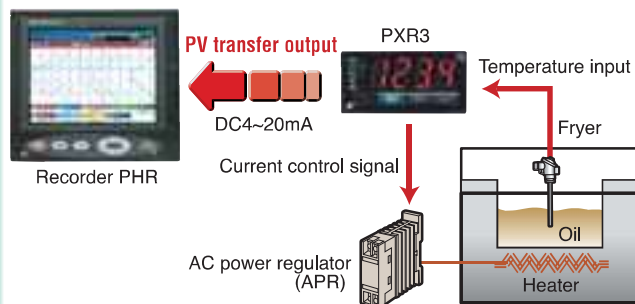 PV transfer output
DC4~20mA
Recorder PHR
PXR3
1234
Temperature input
Fryer
Current control signal
AC power regulator
(APR)
Oil
Heater